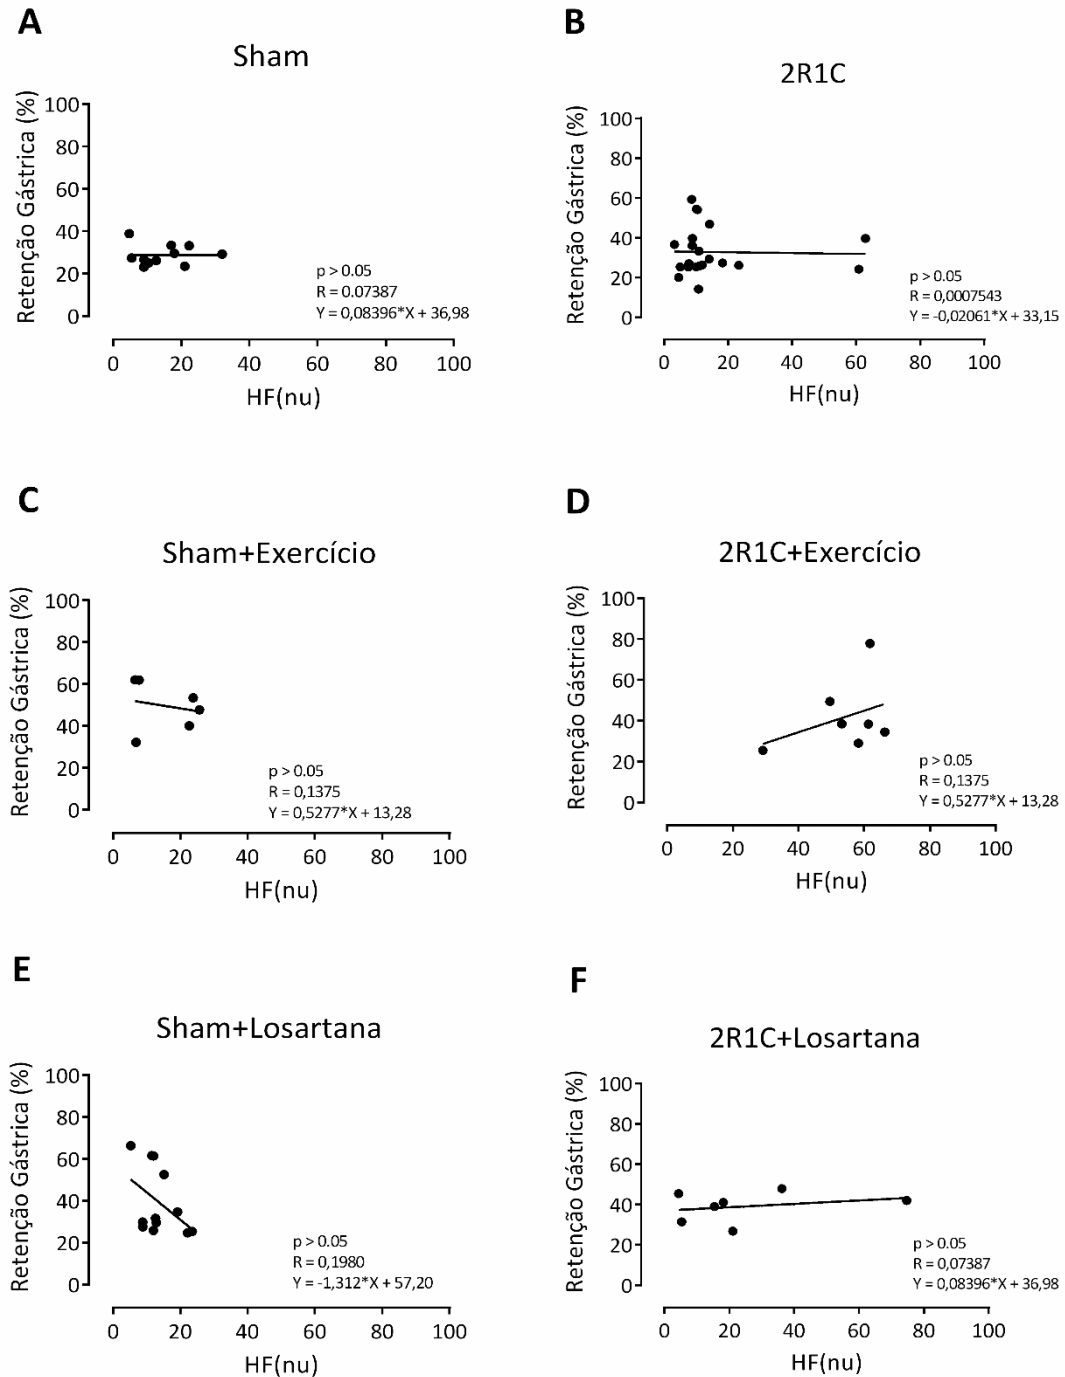 A
Sham
Retenção Gástrica (%)
100
80
60
40
20
0
p > 0.05
R = 0.07387
Y = 0,08396*X + 36,98
0 20 40 60 80 100
HF(nu)
B
2R1C
Retenção Gástrica (%)
100
80
60
40
20
0
p > 0.05
R = 0,0007543
Y = -0,02061*X + 33,15
0 20 40 60 80 100
HF(nu)
C
Sham+Exercício
Retenção Gástrica (%)
100
80
60
40
20
0
p > 0.05
R = 0,1375
Y = 0,5277*X + 13,28
0 20 40 60 80 100
HF(nu)
D
2R1C+Exercício
Retenção Gástrica (%)
100
80
60
40
20
0
p > 0.05
R = 0,1375
Y = 0,5277*X + 13,28
0 20 40 60 80 100
HF(nu)
E
Sham+Losartana
Retenção Gástrica (%)
100
80
60
40
20
0
p > 0.05
R = 0,1980
Y = -1,312*X + 57,20
0 20 40 60 80 100
HF(nu)
F
2R1C+Losartana
Retenção Gástrica (%)
100
80
60
40
20
0
p > 0.05
R = 0,07387
Y = 0,08396*X + 36,98
0 20 40 60 80 100
HF(nu)